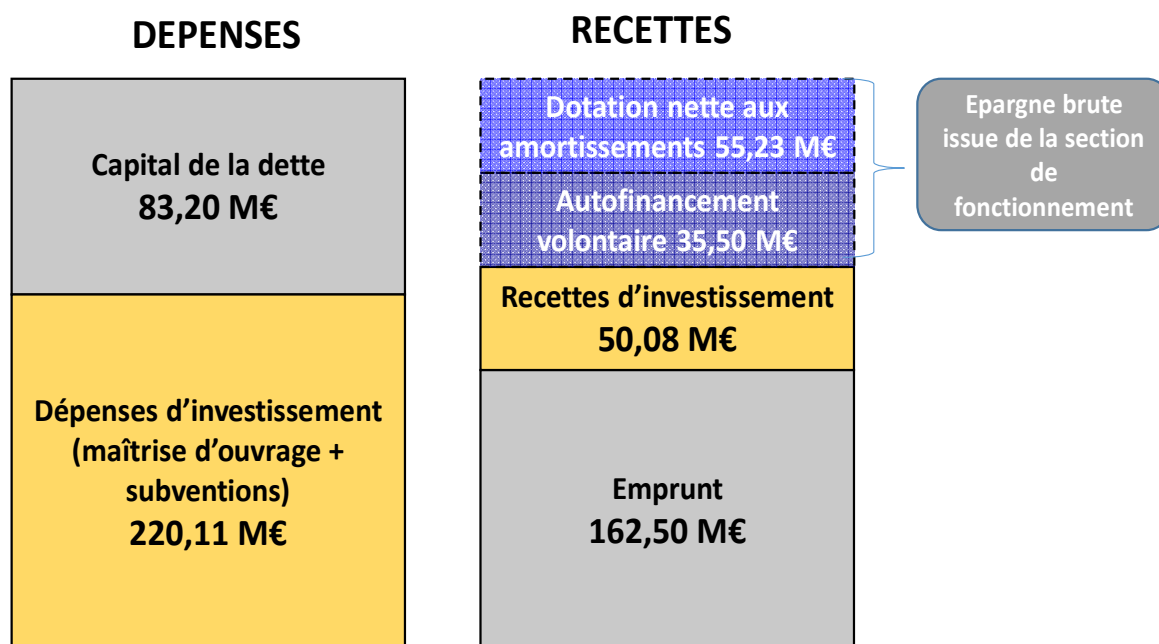 DEPENSES
Capital de la dette
83,20 M€
Dépenses d’investissement
(maîtrise d’ouvrage +
subventions)
220,11 M€
RECETTES
Dotation nette aux
amortissements 55,23 M€
Autofinancement
volontaire 35,50 M€
Recettes d’investissement
50,08 M€
Emprunt
162,50 M€
Epargne brute
issue de la section
de
fonctionnement